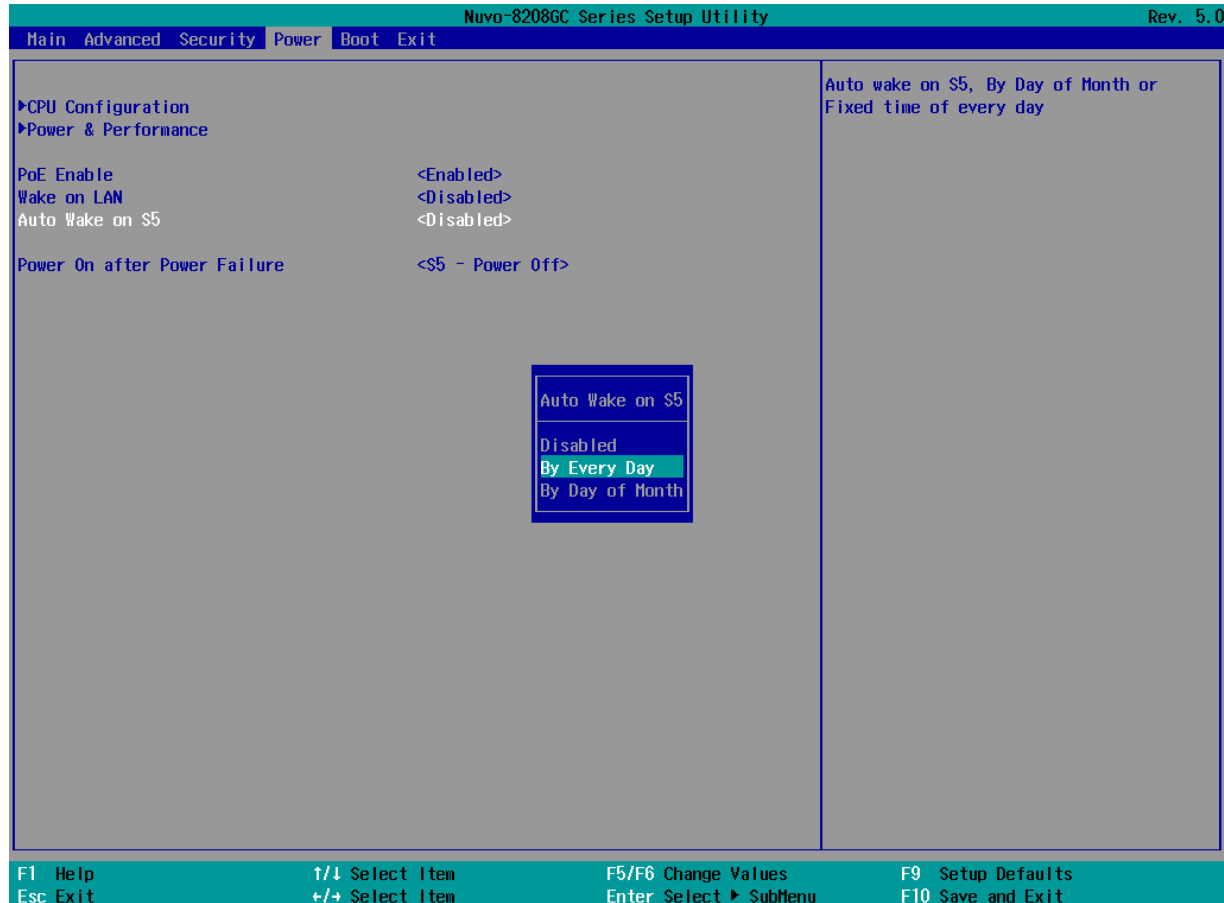 Nuvo-8208GC Series Setup Utility Rev. 5.0
Main Advanced Security Power Boot Exit
Auto wake on S5, By Day of Month or
Fixed time of every day
►CPU Configuration
►Power & Performance
PoE Enable <Enabled>
Wake on LAN <Disabled>
Auto Wake on S5 <Disabled>
Power On after Power Failure <S5 - Power Off>
Auto Wake on S5
Disabled
By Every Day
By Day of Month
F1 Help ↑/↓ Select Item F5/F6 Change Values F9 Setup Defaults
Esc Exit ←/→ Select Item Enter Select ► SubMenu F10 Save and Exit